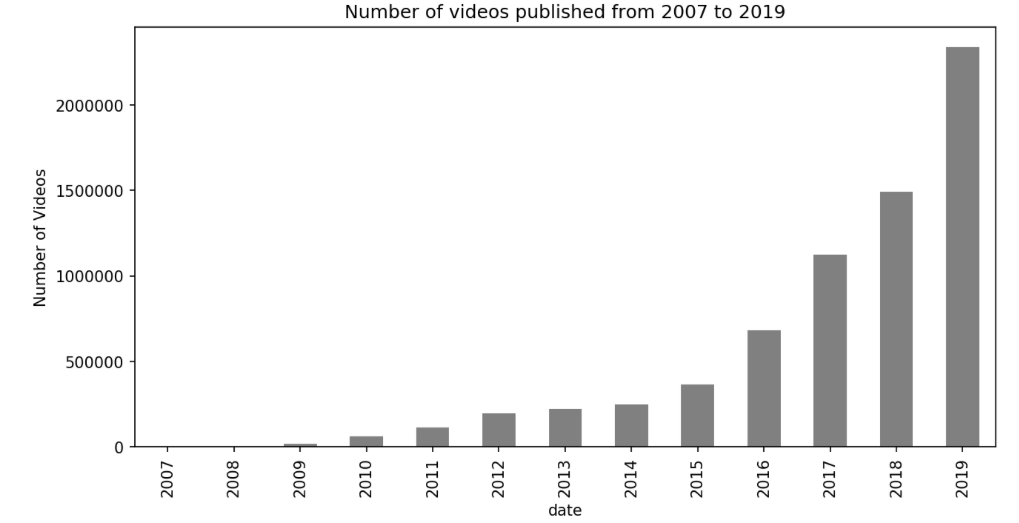 Number of videos published from 2007 to 2019
Number of Videos
2000000
1500000
1000000
500000
0
2007 2008 2009 2010 2011 2012 2013 2014 2015 2016 2017 2018 2019
date